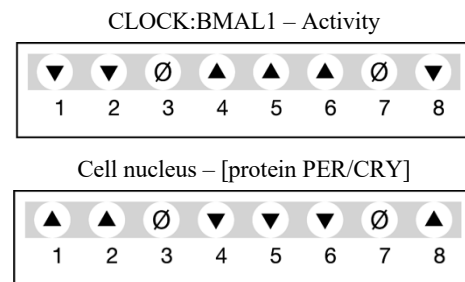 CLOCK:BMAL1 – Activity
▼ ▼ Ø ▲ ▲ ▲ Ø ▼
1 2 3 4 5 6 7 8
Cell nucleus – [protein PER/CRY]
▲ ▲ Ø ▼ ▼ ▼ Ø ▲
1 2 3 4 5 6 7 8